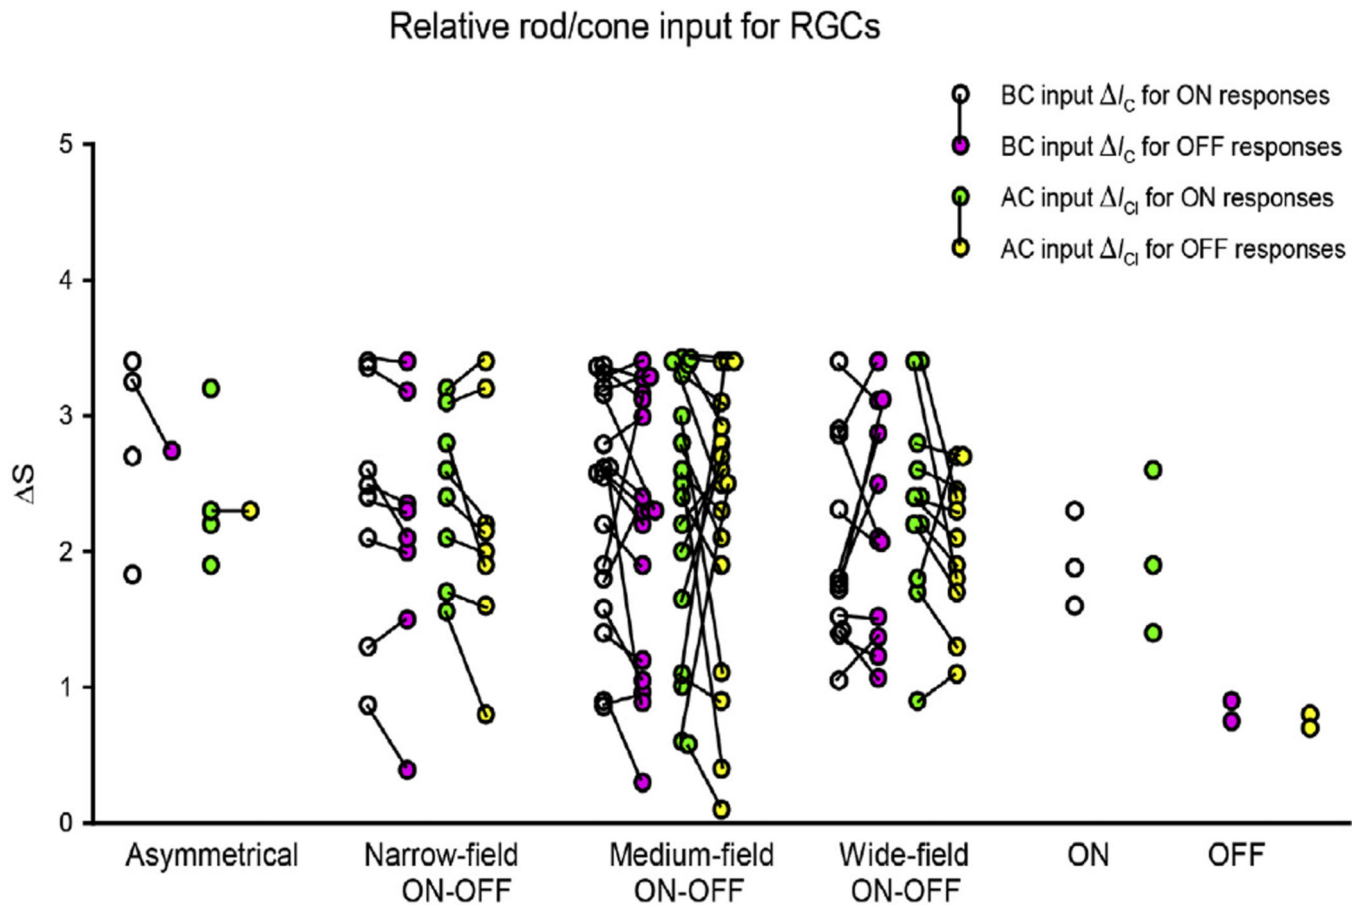 Relative rod/cone input for RGCs
BC input ΔI_C for ON responses
BC input ΔI_C for OFF responses
AC input ΔI_Cl for ON responses
AC input ΔI_Cl for OFF responses
5
4
3
2
1
0
ΔS
Asymmetrical
Narrow-field
ON-OFF
Medium-field
ON-OFF
Wide-field
ON-OFF
ON
OFF